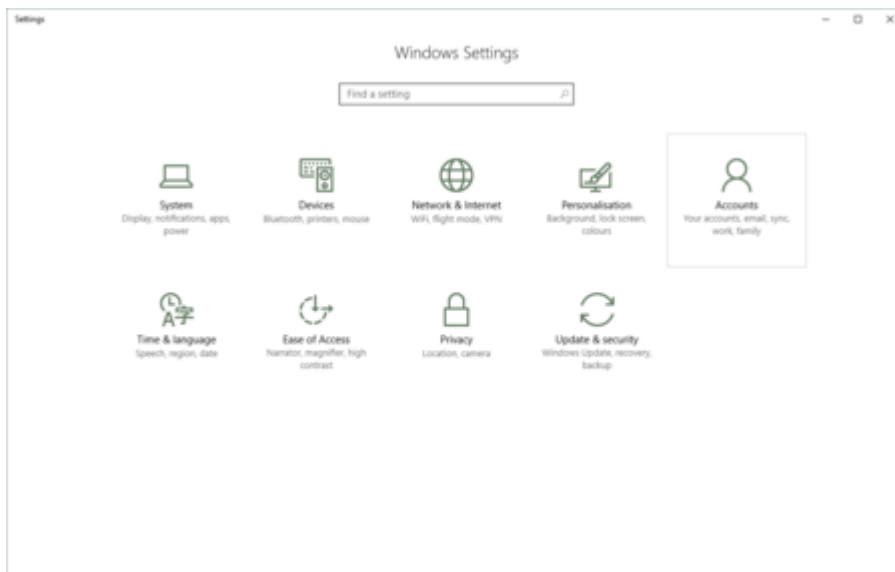 Settings
Windows Settings
Find a setting
System
Display, notifications, apps,
power
Devices
Bluetooth, printers, mouse
Network & Internet
WiFi, flight mode, VPN
Personalisation
Background, lock screen,
colours
Accounts
Your accounts, email, sync,
work, family
Time & language
Speech, region, date
Ease of Access
Narrator, magnifier, high
contrast
Privacy
Location, camera
Update & security
Windows Update, recovery,
backup